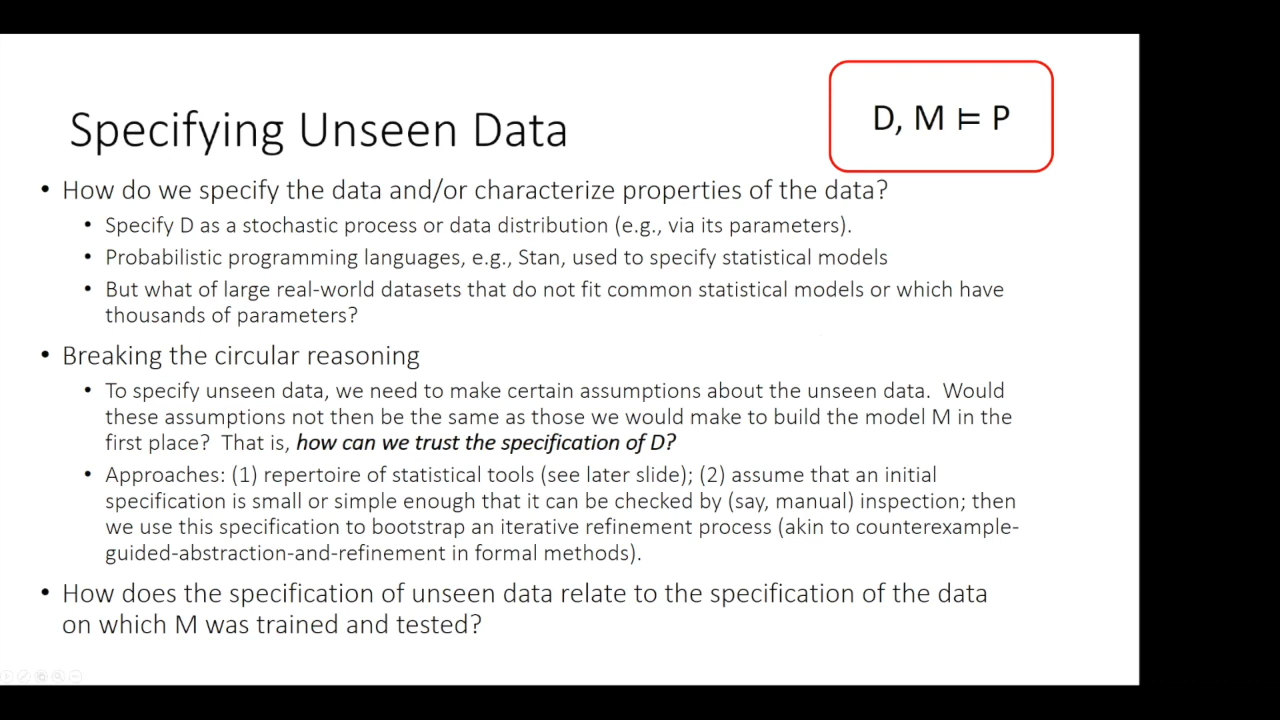 D, M ⊨ P
Specifying Unseen Data
• How do we specify the data and/or characterize properties of the data?
• Specify D as a stochastic process or data distribution (e.g., via its parameters).
• Probabilistic programming languages, e.g., Stan, used to specify statistical models
• But what of large real-world datasets that do not fit common statistical models or which have
thousands of parameters?
• Breaking the circular reasoning
• To specify unseen data, we need to make certain assumptions about the unseen data. Would
these assumptions not then be the same as those we would make to build the model M in the
first place? That is, how can we trust the specification of D?
• Approaches: (1) repertoire of statistical tools (see later slide); (2) assume that an initial
specification is small or simple enough that it can be checked by (say, manual) inspection; then
we use this specification to bootstrap an iterative refinement process (akin to counterexample-
guided-abstraction-and-refinement in formal methods).
• How does the specification of unseen data relate to the specification of the data
on which M was trained and tested?